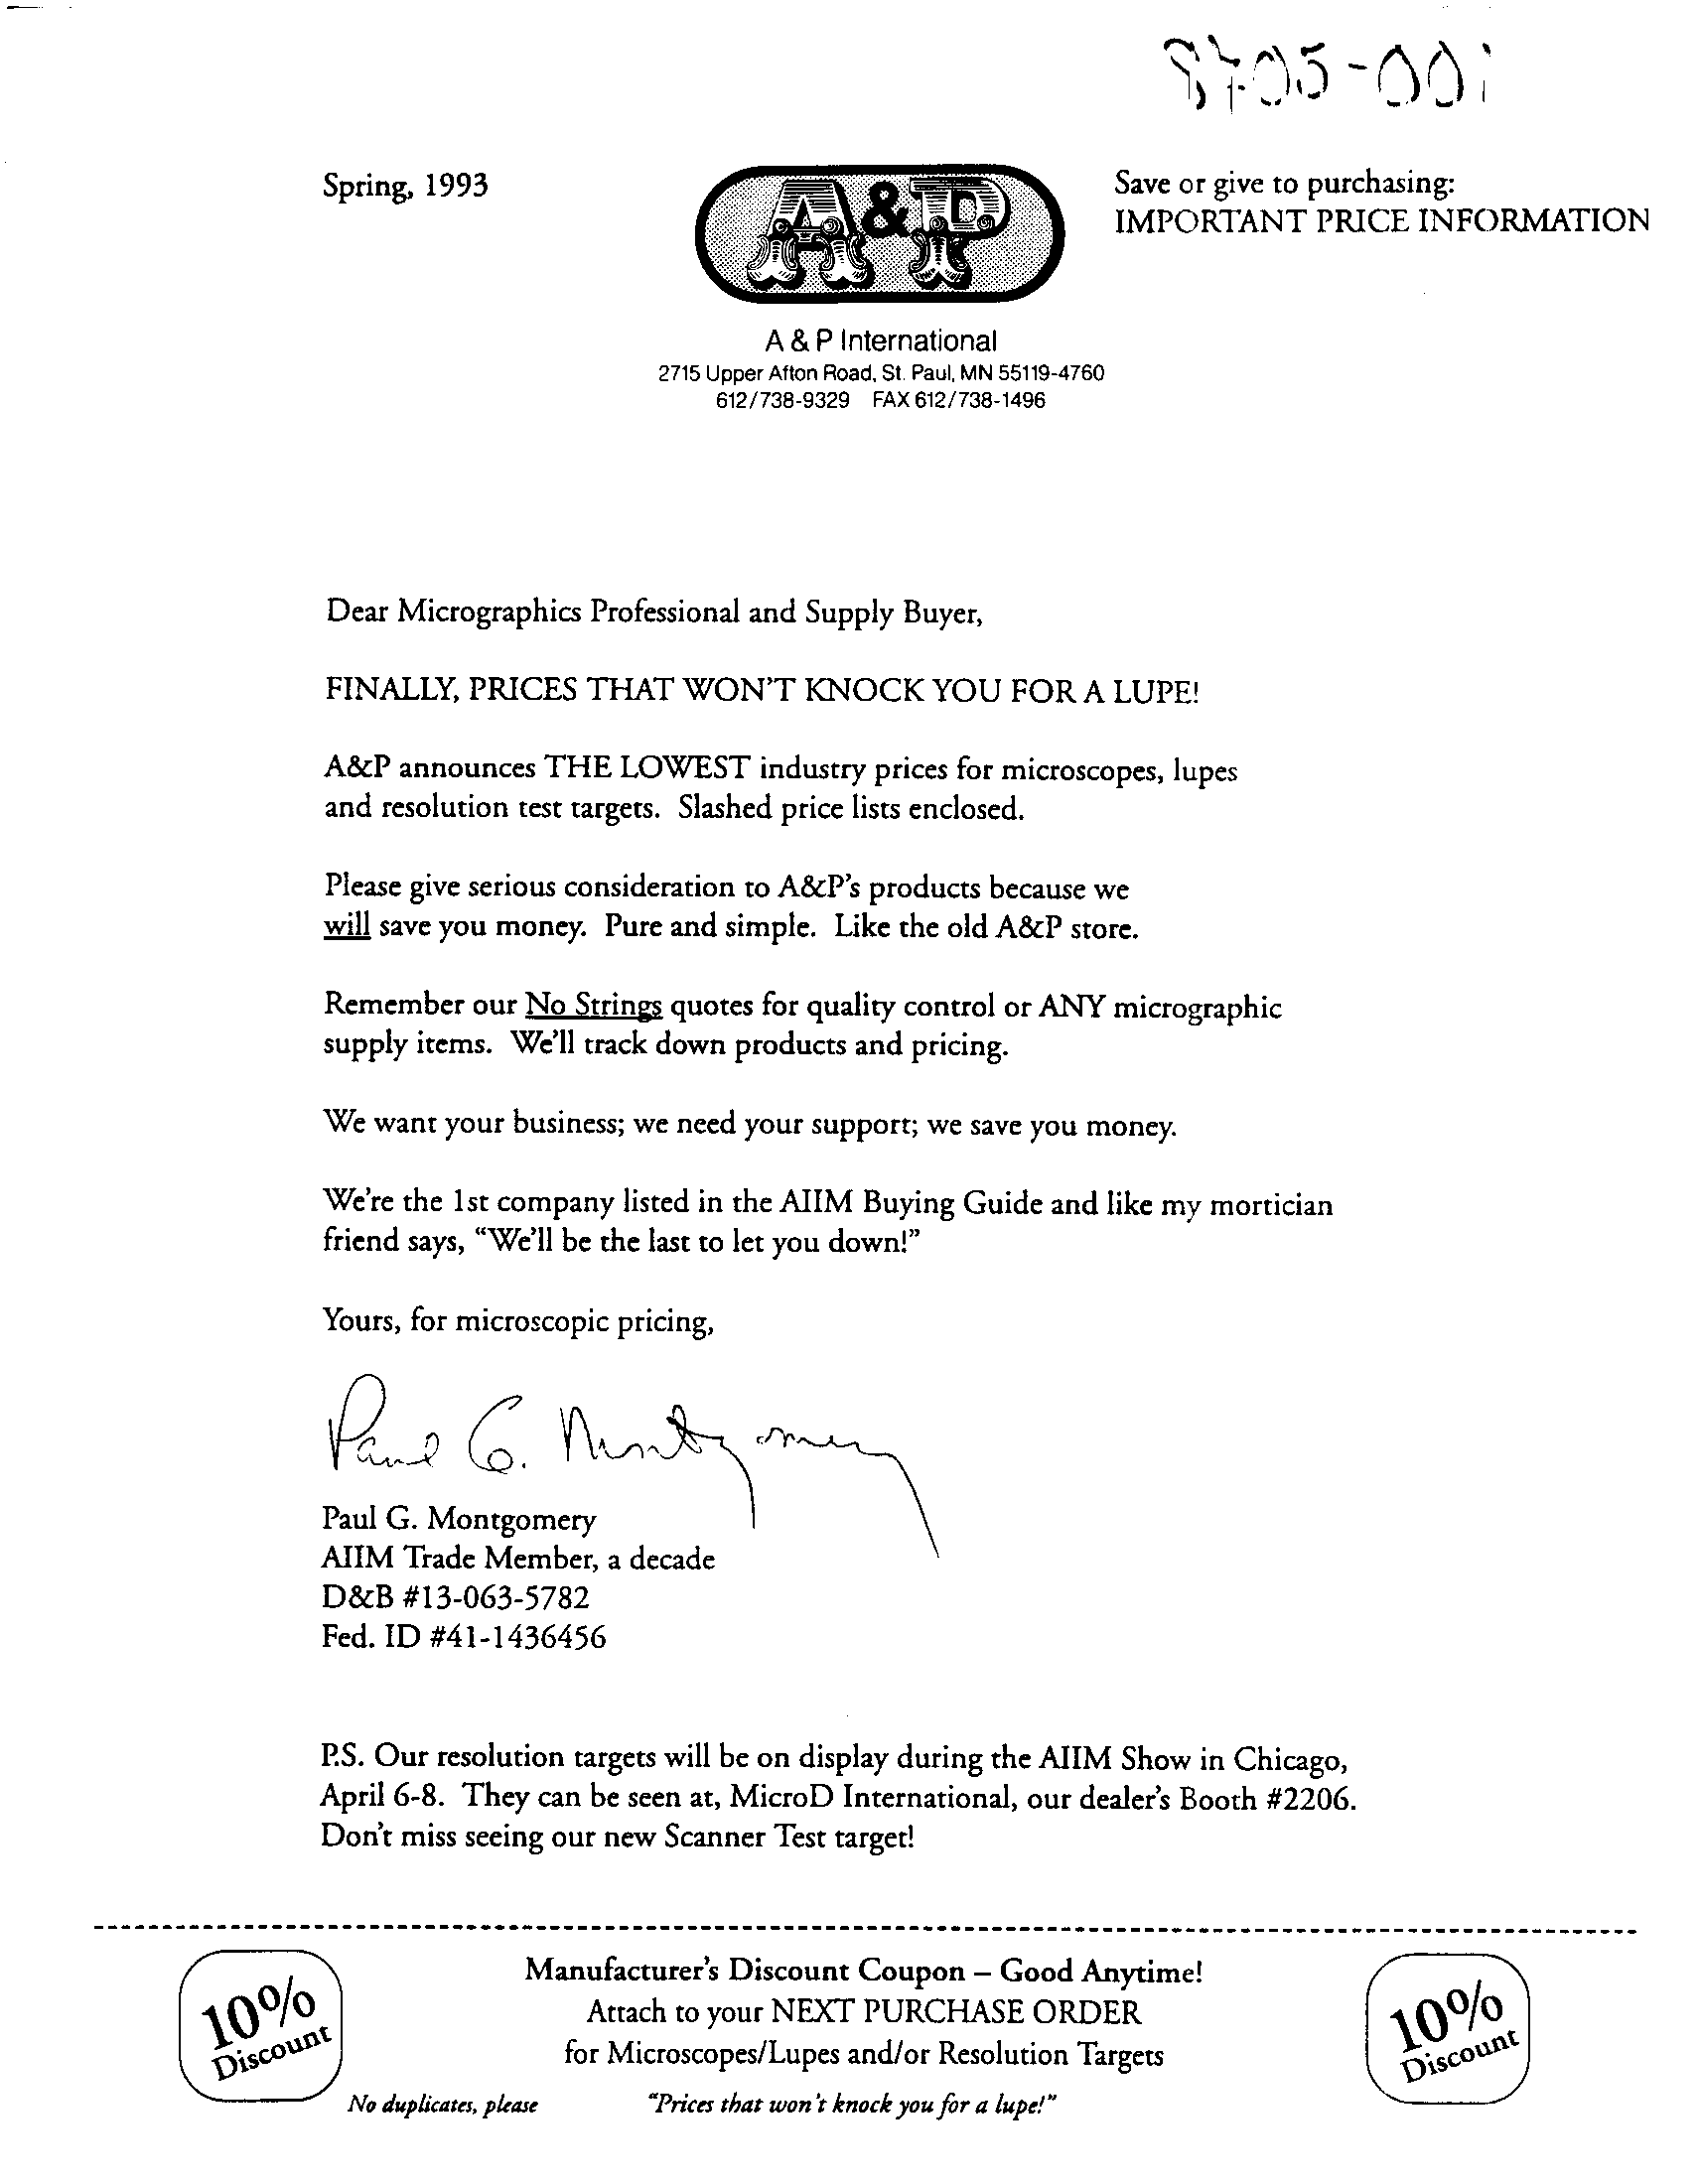 Spring, 1993
A&P
Save or give to purchasing:
IMPORTANT PRICE INFORMATION
A & P International
2715 Upper Afton Road, St. Paul, MN 55119-4760
612/738-9329 FAX 612/738-1496
Dear Micrographics Professional and Supply Buyer,
FINALLY, PRICES THAT WON'T KNOCK YOU FOR A LUPE!
A&P announces THE LOWEST industry prices for microscopes, lupes
and resolution test targets. Slashed price lists enclosed.
Please give serious consideration to A&P's products because we
will save you money. Pure and simple. Like the old A&P store.
Remember our No Strings quotes for quality control or ANY micrographic
supply items. We'll track down products and pricing.
We want your business; we need your support; we save you money.
We're the 1st company listed in the AIIM Buying Guide and like my mortician
friend says, “We'll be the last to let you down!”
Yours, for microscopic pricing,
Paul G. Montgomery
Paul G. Montgomery
AIIM Trade Member, a decade
D&B #13-063-5782
Fed. ID #41-1436456
P.S. Our resolution targets will be on display during the AIIM Show in Chicago,
April 6-8. They can be seen at, MicroD International, our dealer's Booth #2206.
Don't miss seeing our new Scanner Test target!
10%
Discount
Manufacturer's Discount Coupon – Good Anytime!
Attach to your NEXT PURCHASE ORDER
for Microscopes/Lupes and/or Resolution Targets
No duplicates, please
“Prices that won't knock you for a lupe!”
10%
Discount